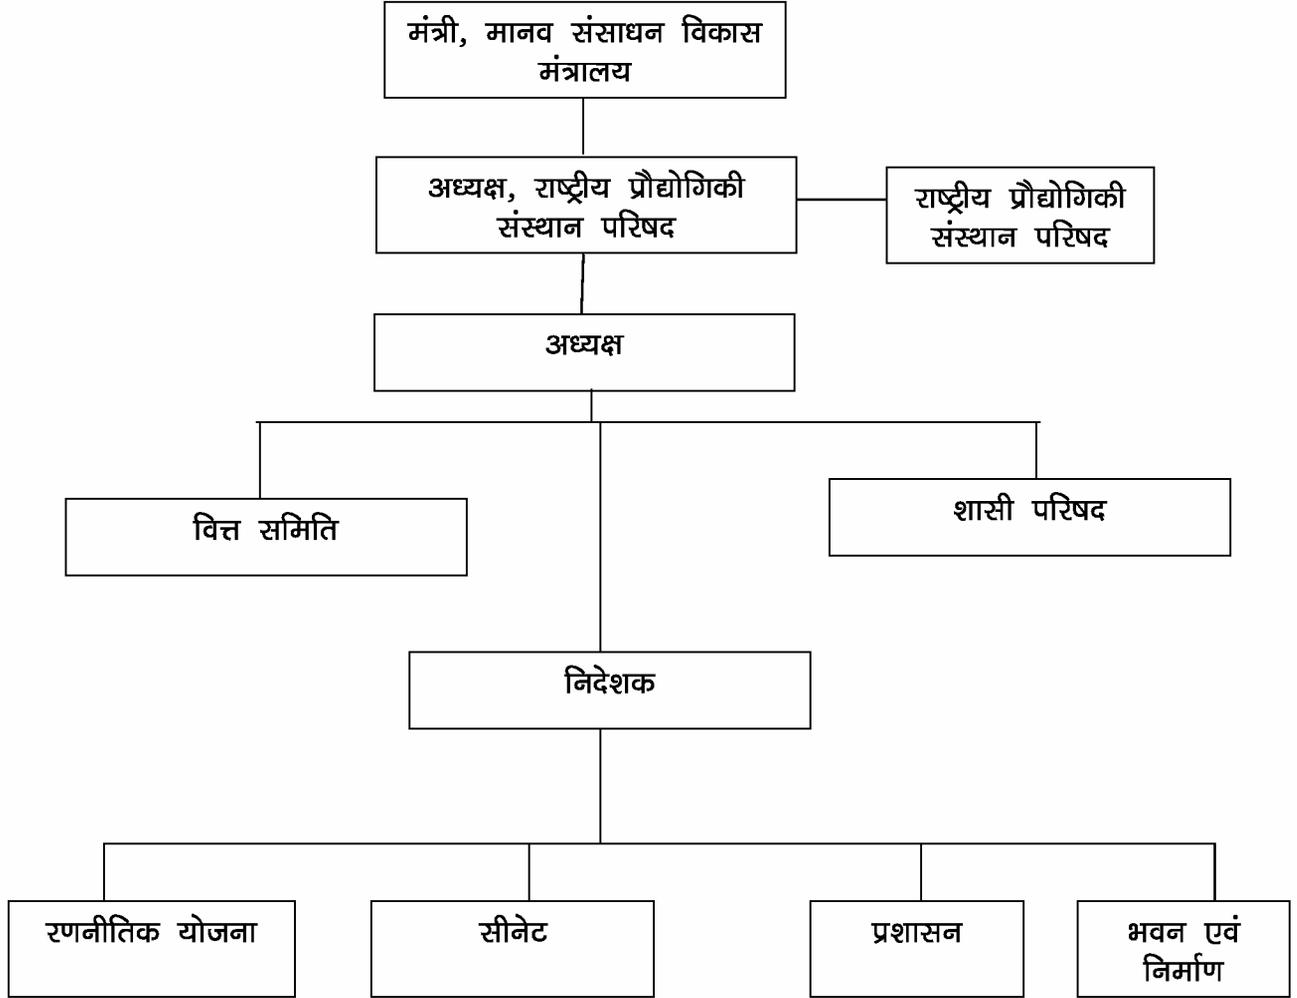 मंत्री, मानव संसाधन विकास
मंत्रालय
अध्यक्ष, राष्ट्रीय प्रौद्योगिकी
संस्थान परिषद
राष्ट्रीय प्रौद्योगिकी
संस्थान परिषद
अध्यक्ष
वित्त समिति
शासी परिषद
निदेशक
रणनीतिक योजना
सीनेट
प्रशासन
भवन एवं
निर्माण